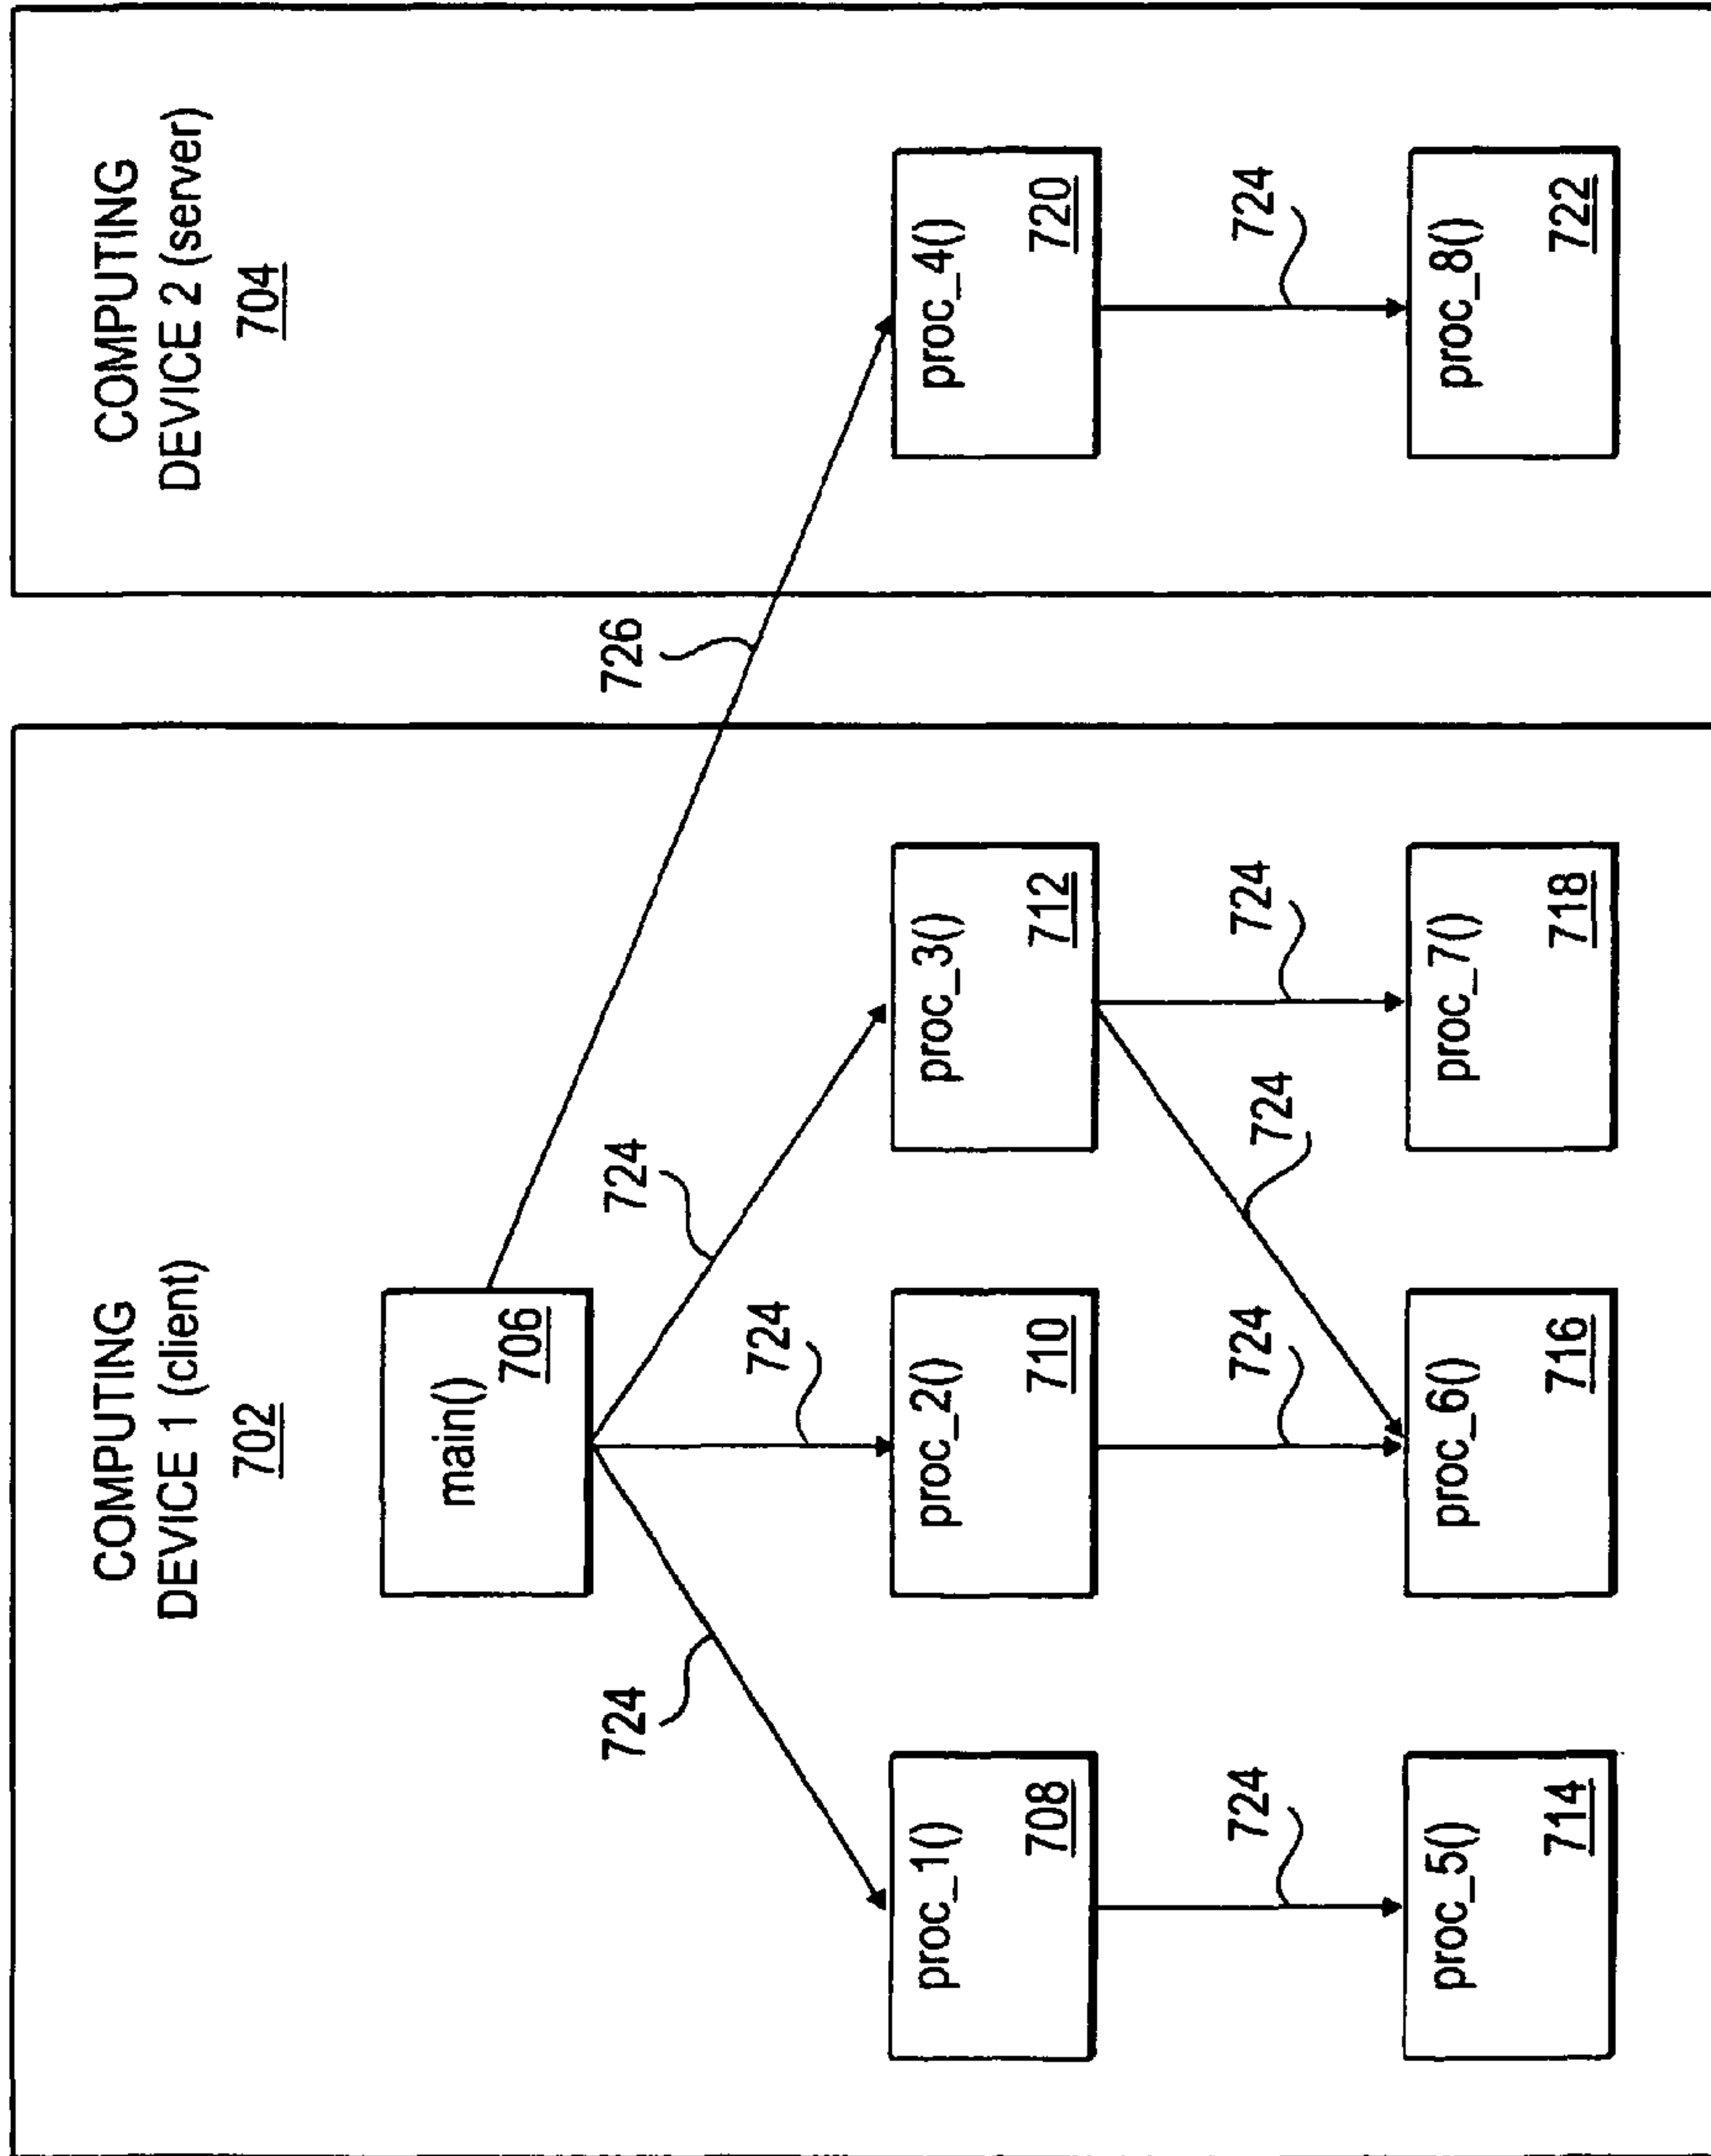 COMPUTING
DEVICE 1 (client)
702
COMPUTING
DEVICE 2 (server)
704
main()
706
726
724
724
724
proc_1()
708
proc_2()
710
proc_3()
712
proc_4()
720
724
724
724
724
724
proc_5()
714
proc_6()
716
proc_7()
718
proc_8()
722